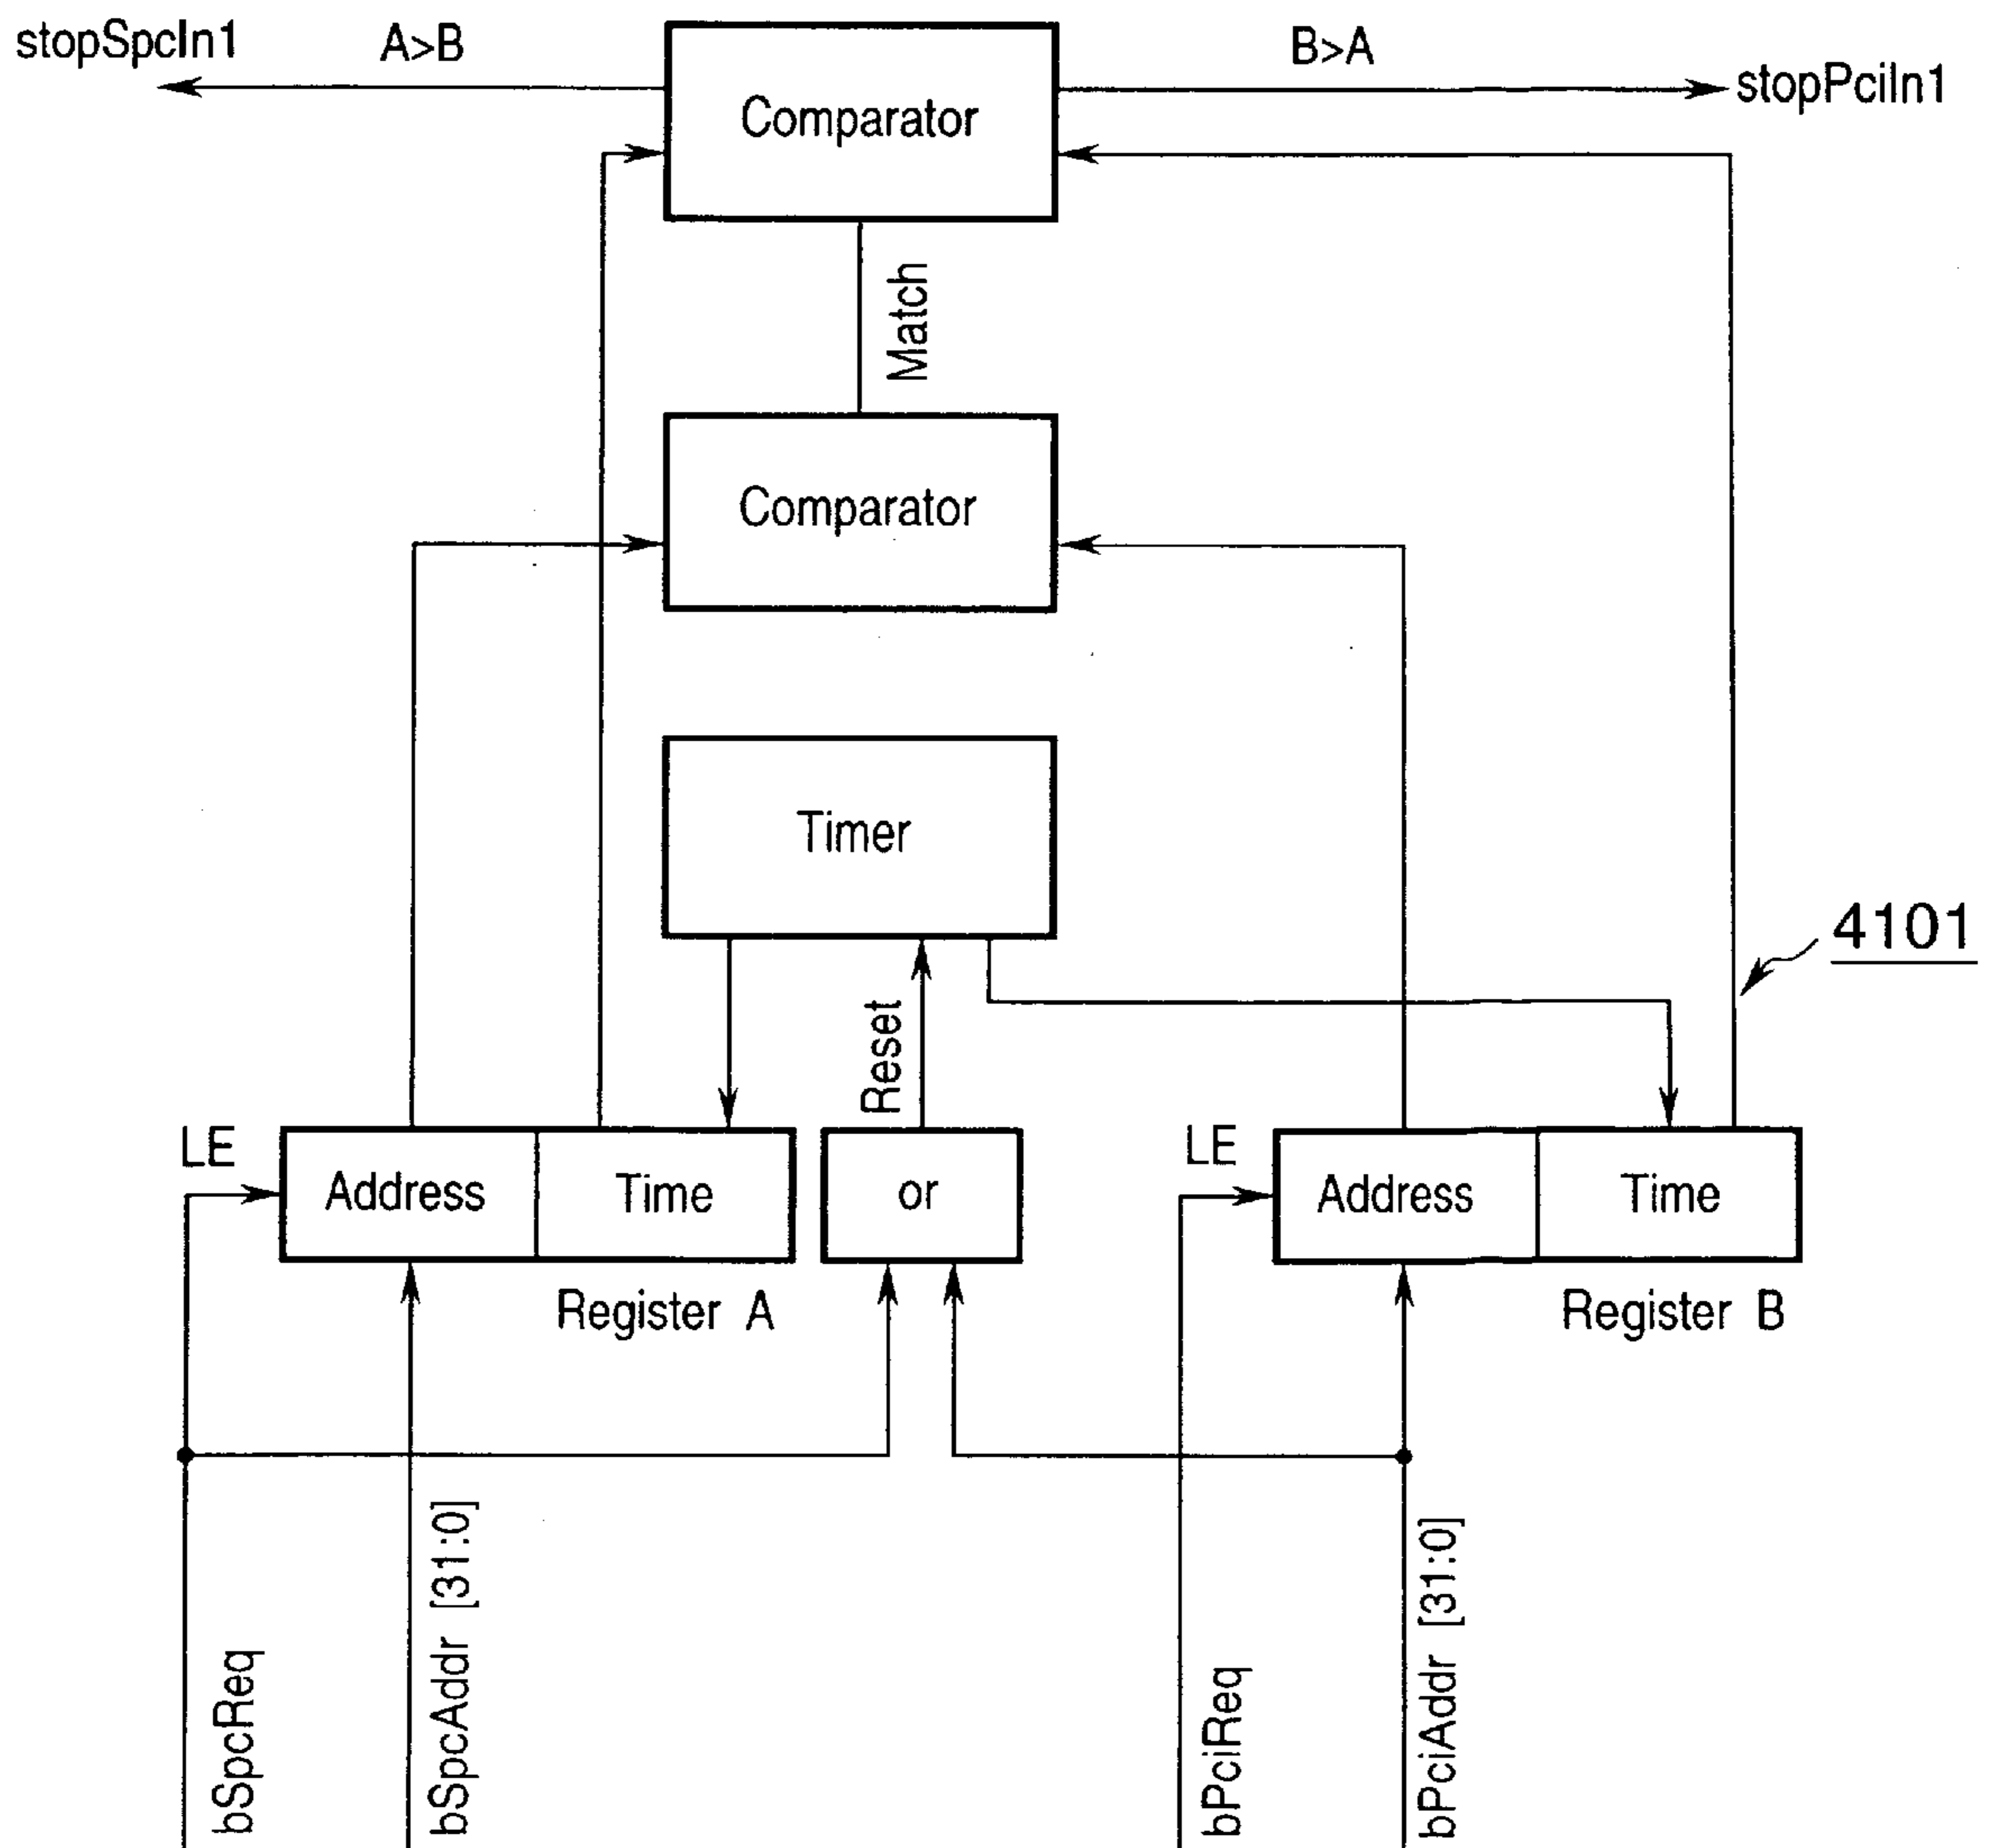 stopSpcIn1
A>B
B>A
stopPciIn1
Comparator
Match
Comparator
Timer
4101
Reset
LE
Address
Time
or
LE
Address
Time
Register A
Register B
bSpcReq
bSpcAddr [31:0]
bPciReq
bPciAddr [31:0]